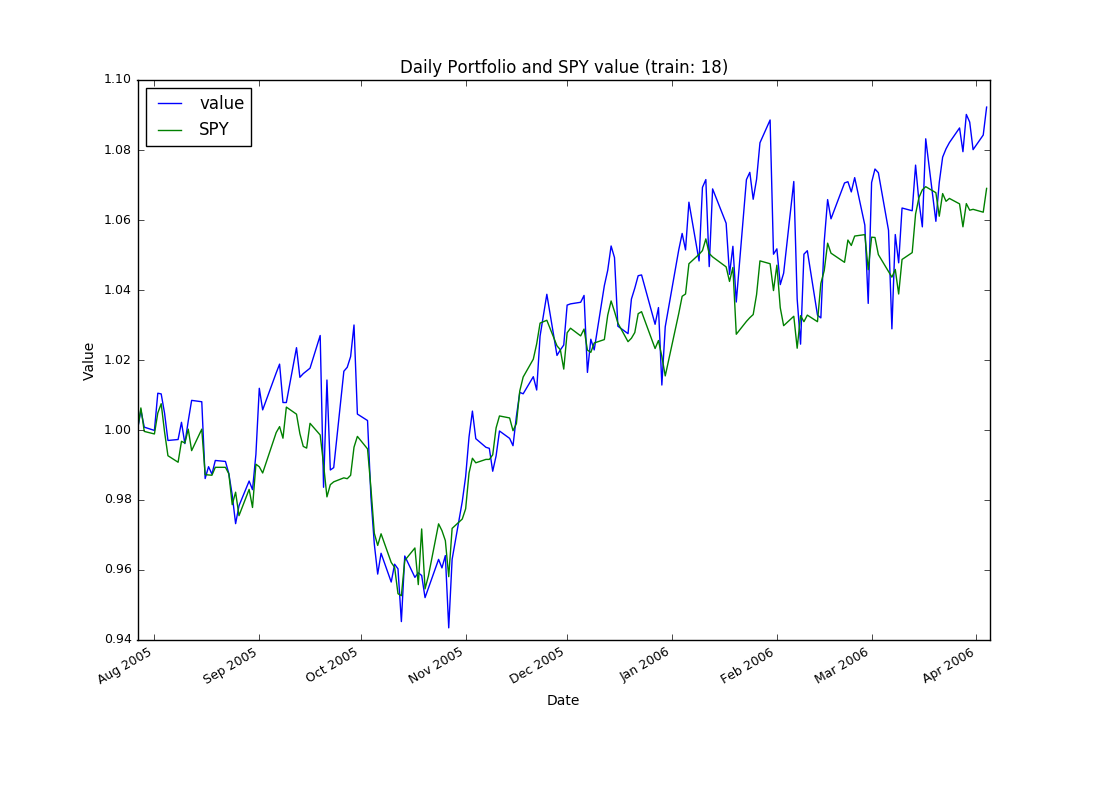 Daily Portfolio and SPY value (train: 18)
1.10
1.08
1.06
1.04
1.02
1.00
0.98
0.96
0.94
value
SPY
Value
Aug 2005
Sep 2005
Oct 2005
Nov 2005
Dec 2005
Jan 2006
Feb 2006
Mar 2006
Apr 2006
Date